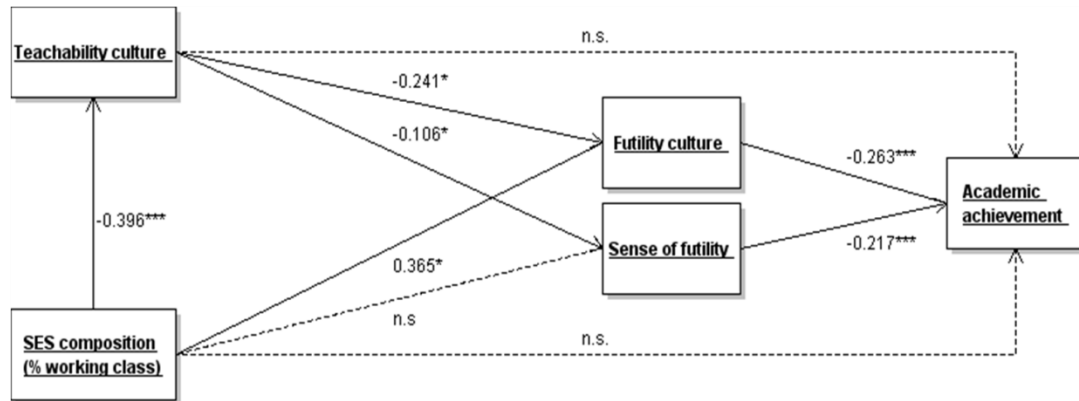 n.s.
Teachability culture
-0.241*
-0.106*
Futility culture
-0.263***
Academic
achievement
-0.396***
Sense of futility
-0.217***
0.365*
n.s
SES composition
(% working class)
n.s.